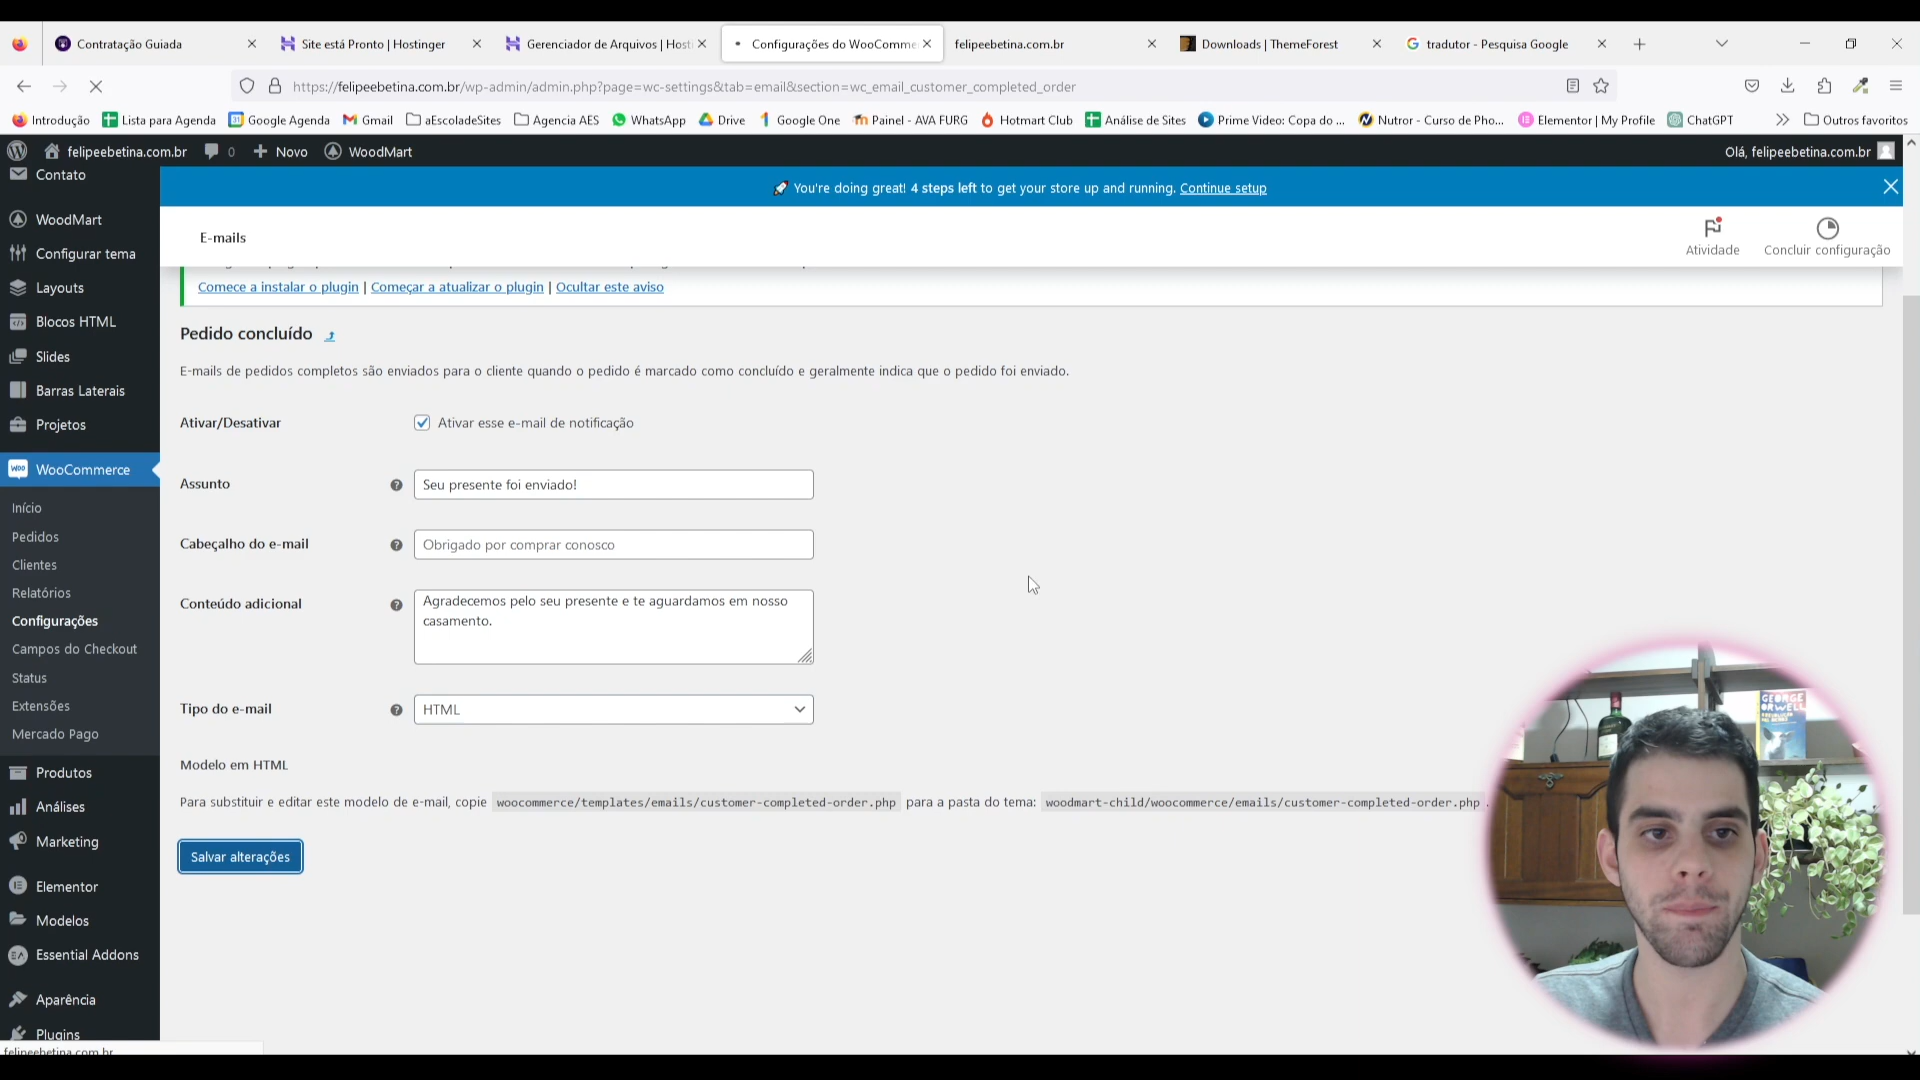 Contratação Guiada
Site está Pronto | Hostinger
Gerenciador de Arquivos | Host
Configurações do WooComme
felipeebetina.com.br
Downloads | ThemeForest
tradutor - Pesquisa Google
https://felipeebetina.com.br/wp-admin/admin.php?page=wc-settings&tab=email&section=wc_email_customer_completed_order
Introdução
Lista para Agenda
Google Agenda
Gmail
aEscoladeSites
Agencia AES
WhatsApp
Drive
Google One
Painel - AVA FURG
Hotmart Club
Análise de Sites
Prime Video: Copa do ...
Nutror - Curso de Pho...
Elementor | My Profile
ChatGPT
Outros favoritos
felipeebetina.com.br
0
Novo
WoodMart
Olá, felipeebetina.com.br
Contato
WoodMart
Configurar tema
Layouts
Blocos HTML
Slides
Barras Laterais
Projetos
WooCommerce
Início
Pedidos
Clientes
Relatórios
Configurações
Campos do Checkout
Status
Extensões
Mercado Pago
Produtos
Análises
Marketing
Elementor
Modelos
Essential Addons
Aparência
Plugins
felipeebetina.com.br
You're doing great! 4 steps left to get your store up and running. Continue setup
E-mails
Atividade
Concluir configuração
Comece a instalar o plugin | Começar a atualizar o plugin | Ocultar este aviso
Pedido concluído
E-mails de pedidos completos são enviados para o cliente quando o pedido é marcado como concluído e geralmente indica que o pedido foi enviado.
Ativar/Desativar
Ativar esse e-mail de notificação
Assunto
Seu presente foi enviado!
Cabeçalho do e-mail
Obrigado por comprar conosco
Conteúdo adicional
Agradecemos pelo seu presente e te aguardamos em nosso
casamento.
Tipo do e-mail
HTML
Modelo em HTML
Para substituir e editar este modelo de e-mail, copie woocommerce/templates/emails/customer-completed-order.php para a pasta do tema: woodmart-child/woocommerce/emails/customer-completed-order.php .
Salvar alterações
GEORGE
ORWELL